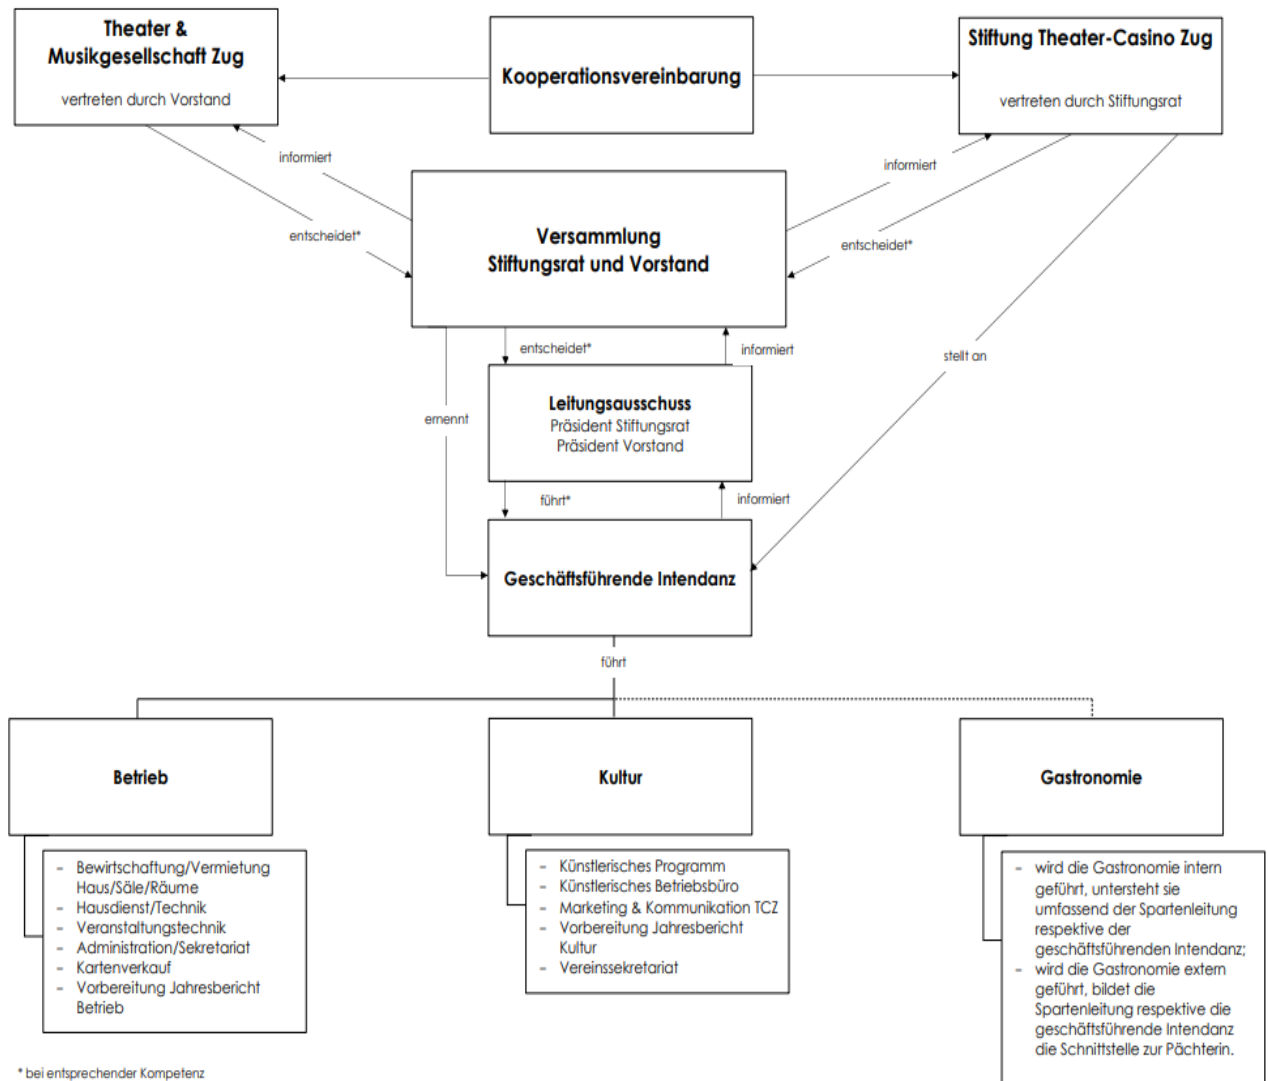 Theater &
Musikgesellschaft Zug
vertreten durch Vorstand
Kooperationsvereinbarung
Stiftung Theater-Casino Zug
vertreten durch Stiftungsrat
informiert
entscheidet*
informiert
entscheidet*
Versammlung
Stiftungsrat und Vorstand
entscheidet*
informiert
stellt an
ernennt
Leitungsausschuss
Präsident Stiftungsrat
Präsident Vorstand
führt*
informiert
Geschäftsführende Intendanz
führt
Betrieb
- Bewirtschaftung/Vermietung
Haus/Säle/Räume
- Hausdienst/Technik
- Veranstaltungstechnik
- Administration/Sekretariat
- Kartenverkauf
- Vorbereitung Jahresbericht
Betrieb
Kultur
- Künstlerisches Programm
- Künstlerisches Betriebsbüro
- Marketing & Kommunikation TCZ
- Vorbereitung Jahresbericht
Kultur
- Vereinssekretariat
Gastronomie
- wird die Gastronomie intern
geführt, untersteht sie
umfassend der Spartenleitung
respektive der
geschäftsführenden Intendanz;
- wird die Gastronomie extern
geführt, bildet die
Spartenleitung respektive die
geschäftsführende Intendanz
die Schnittstelle zur Pächterin.
* bei entsprechender Kompetenz